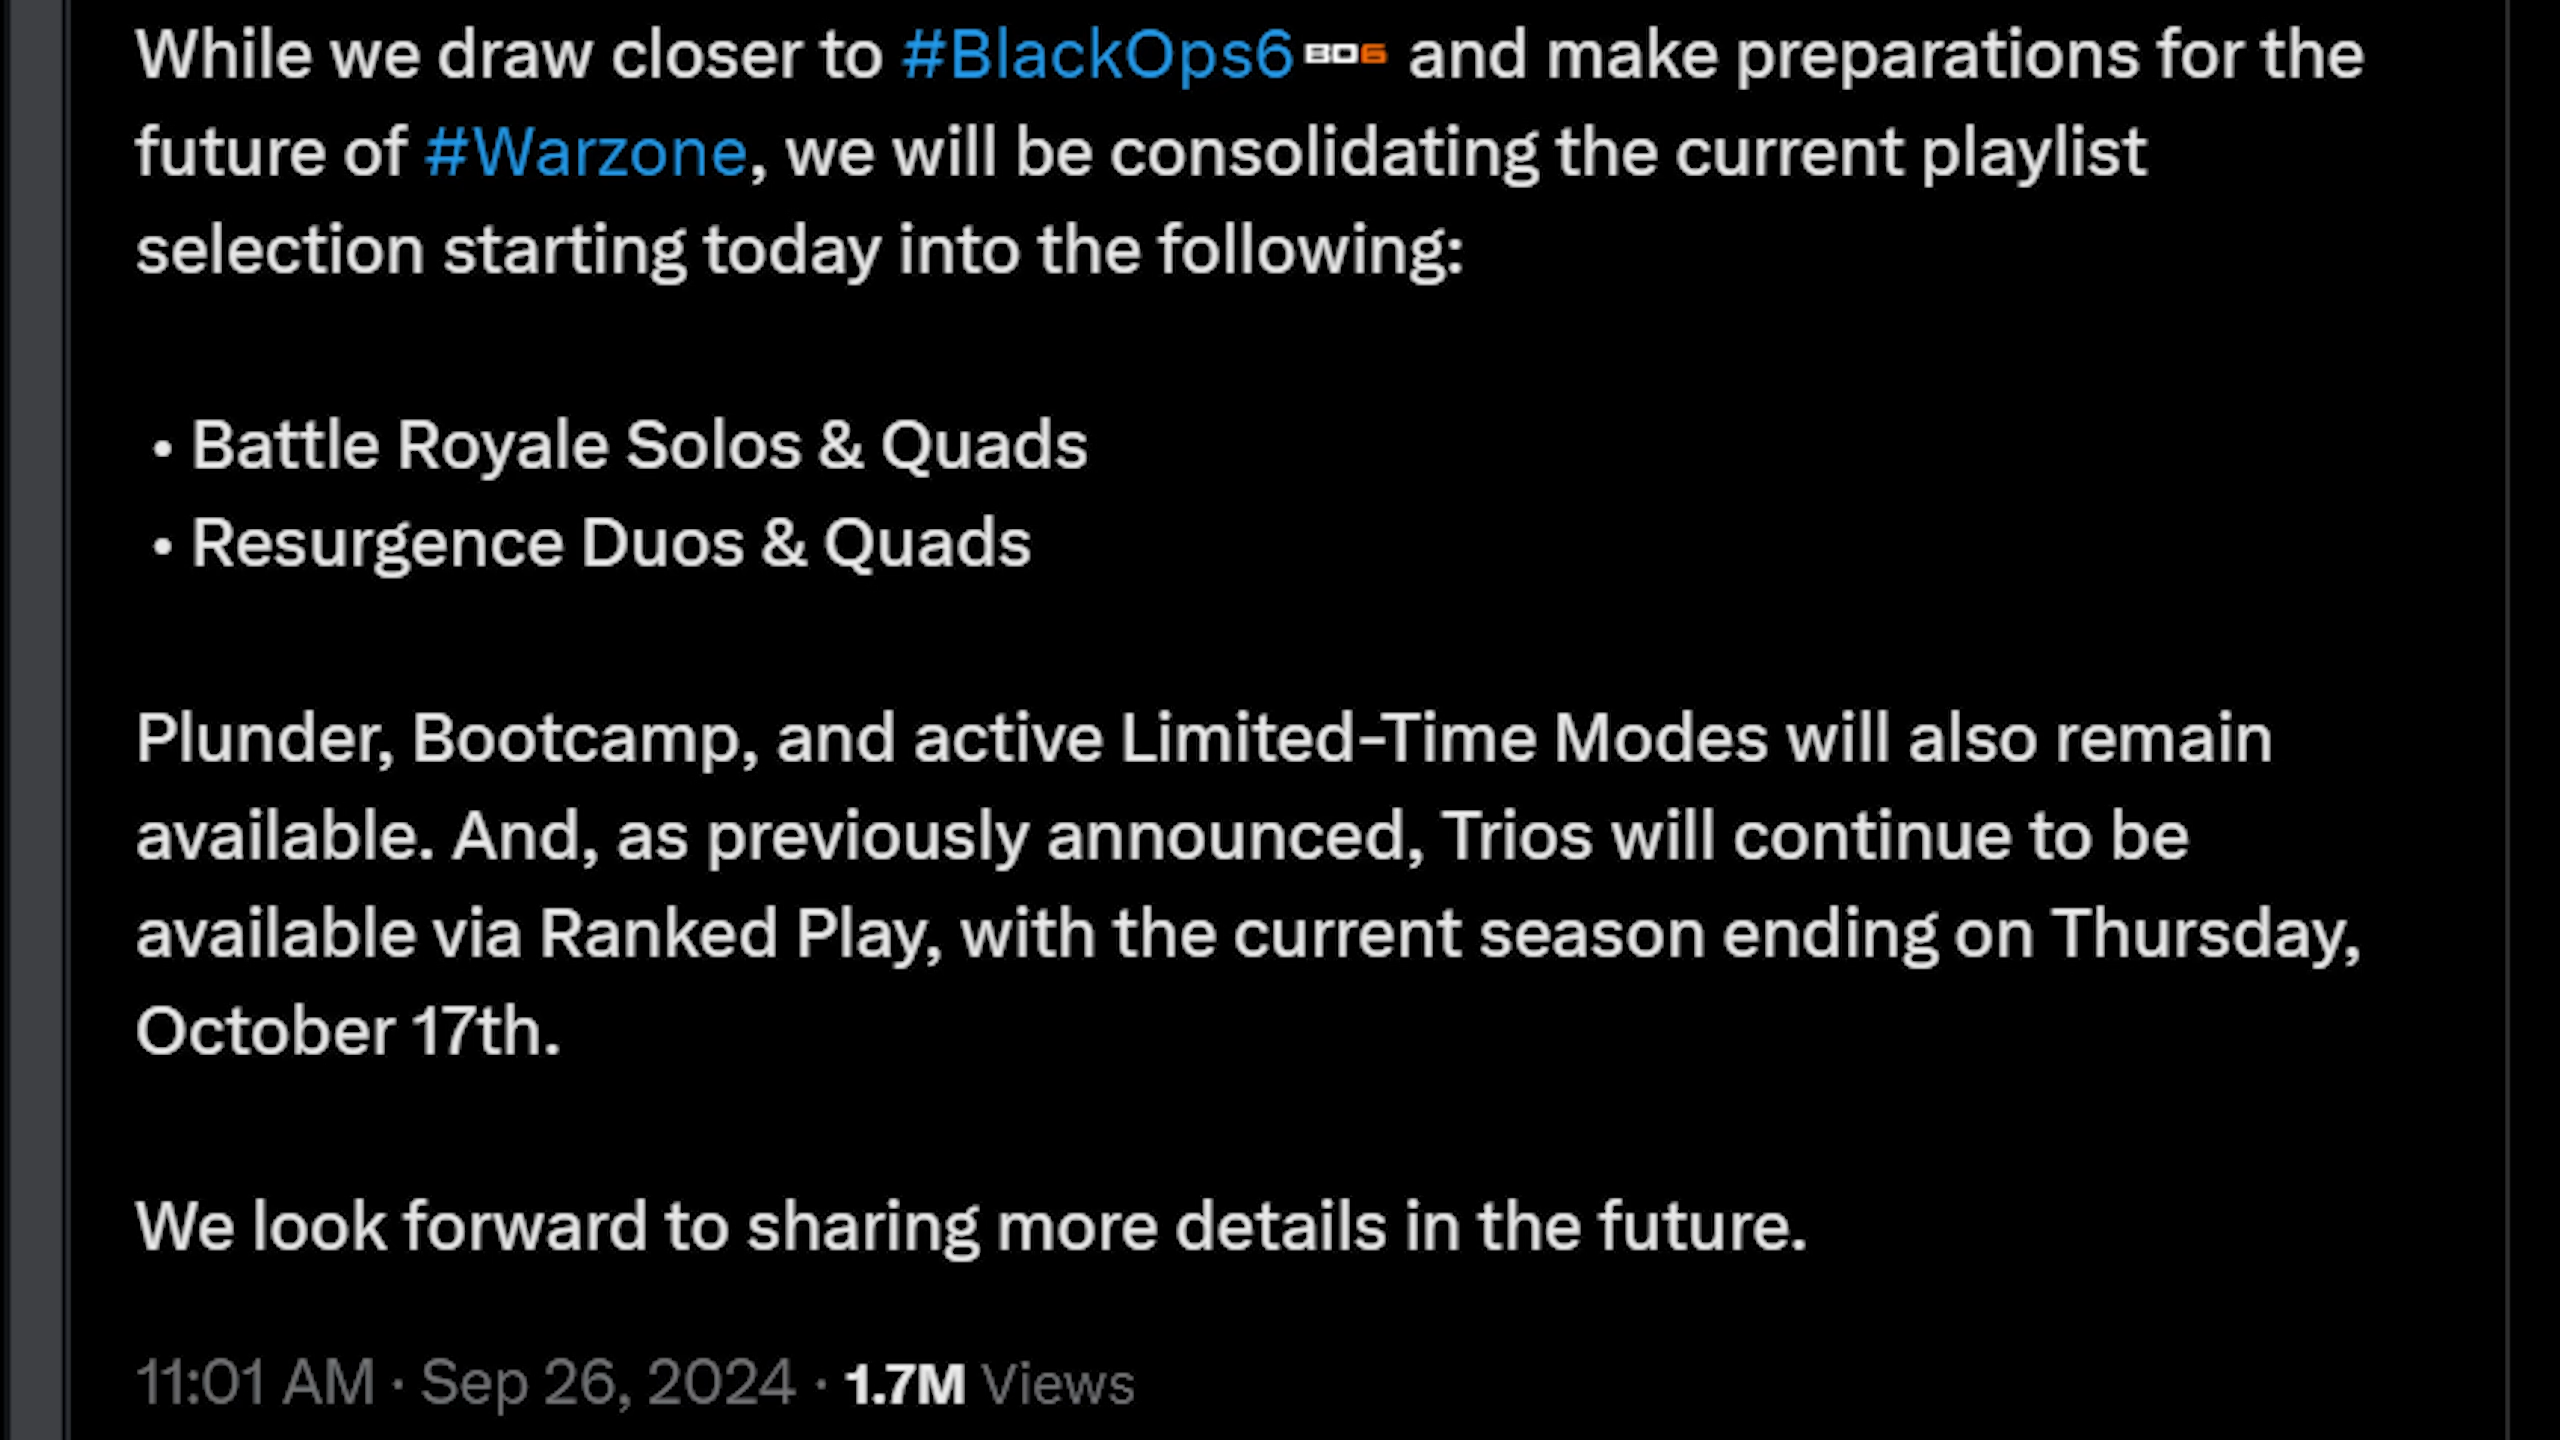 While we draw closer to #BlackOps6 BO6 and make preparations for the
future of #Warzone, we will be consolidating the current playlist
selection starting today into the following:
• Battle Royale Solos & Quads
• Resurgence Duos & Quads
Plunder, Bootcamp, and active Limited-Time Modes will also remain
available. And, as previously announced, Trios will continue to be
available via Ranked Play, with the current season ending on Thursday,
October 17th.
We look forward to sharing more details in the future.
11:01 AM · Sep 26, 2024 · 1.7M Views